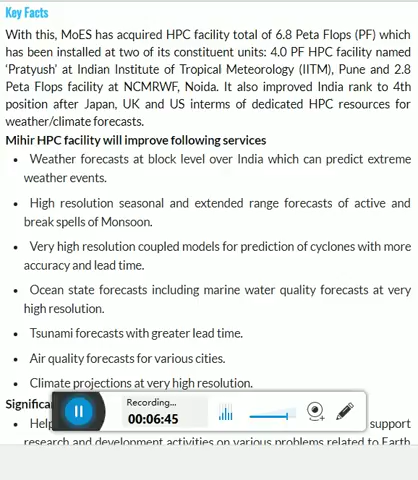 Key Facts
With this, MoES has acquired HPC facility total of 6.8 Peta Flops (PF) which
has been installed at two of its constituent units: 4.0 PF HPC facility named
‘Pratyush’ at Indian Institute of Tropical Meteorology (IITM), Pune and 2.8
Peta Flops facility at NCMRWF, Noida. It also improved India rank to 4th
position after Japan, UK and US interms of dedicated HPC resources for
weather/climate forecasts.
Mihir HPC facility will improve following services
• Weather forecasts at block level over India which can predict extreme
weather events.
• High resolution seasonal and extended range forecasts of active and
break spells of Monsoon.
• Very high resolution coupled models for prediction of cyclones with more
accuracy and lead time.
• Ocean state forecasts including marine water quality forecasts at very
high resolution.
• Tsunami forecasts with greater lead time.
• Air quality forecasts for various cities.
• Climate projections at very high resolution.
Recording...
00:06:45
• support
research and development activities on various problems related to Earth